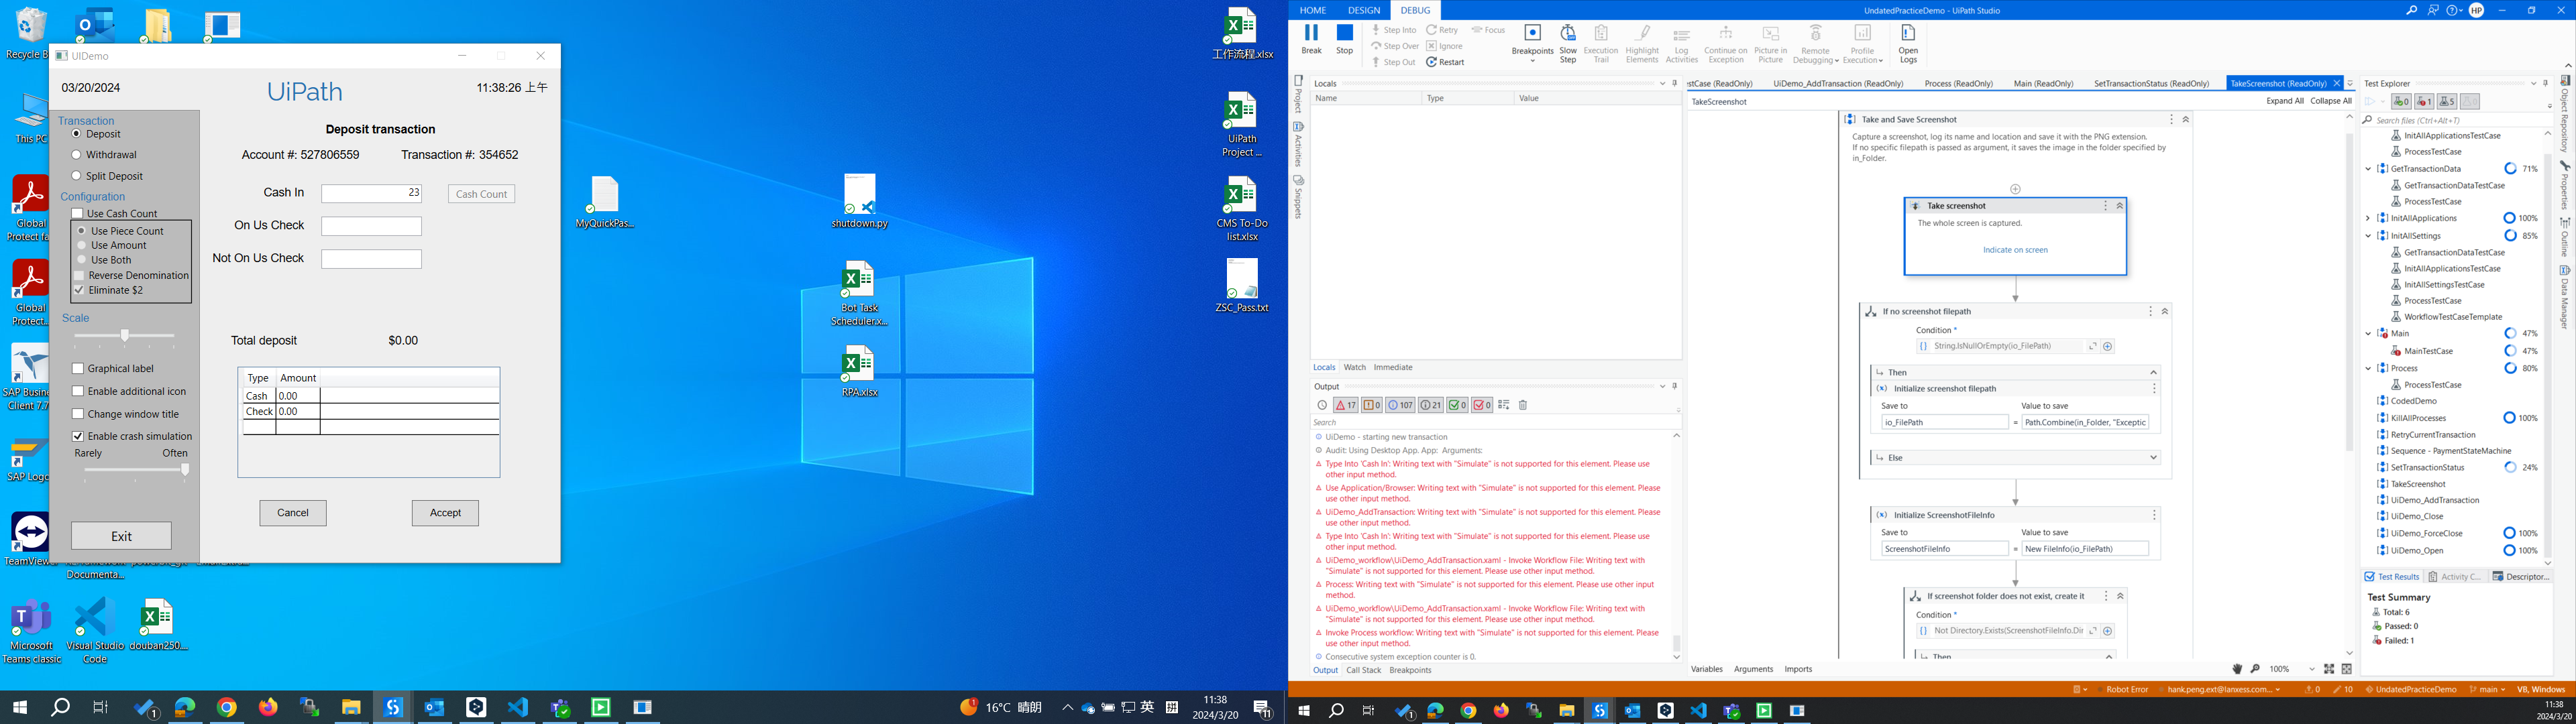 Recycle B
UIDemo
03/20/2024
UiPath
11:38:26 上午
This PC
Transaction
Deposit
Withdrawal
Split Deposit
Configuration
Use Cash Count
Use Piece Count
Use Amount
Use Both
Reverse Denomination
Eliminate $2
Scale
Graphical label
Enable additional icon
Change window title
Enable crash simulation
Rarely
Often
Exit
Deposit transaction
Account #: 527806559
Transaction #: 354652
Cash In
23
Cash Count
On Us Check
Not On Us Check
Total deposit
$0.00
Type
Amount
Cash
0.00
Check
0.00
Cancel
Accept
Global
Protect fa
Global
Protect..
SAP Busin
Client 7.7
SAP Logo
TeamViewe
Documenta...
Microsoft
Teams classic
Visual Studio
Code
douban250....
MyQuickPas...
shutdown.py
Bot Task
Scheduler.x...
RPA.xlsx
工作流程.xlsx
UiPath
Project ...
CMS To-Do
list.xlsx
ZSC_Pass.txt
16°C 晴朗
英
拼
11:38
2024/3/20
11
HOME
DESIGN
DEBUG
UndatedPracticeDemo - UiPath Studio
HP
Break
Stop
Step Into
Step Over
Step Out
Retry
Ignore
Restart
Focus
Breakpoints
Slow
Step
Execution
Trail
Highlight
Elements
Log
Activities
Continue on
Exception
Picture in
Picture
Remote
Debugging
Profile
Execution
Open
Logs
Project
Activities
Snippets
Locals
Name
Type
Value
Locals
Watch
Immediate
Output
17
0
107
21
0
0
Search
UiDemo - starting new transaction
Audit: Using Desktop App. App: Arguments:
Type Into 'Cash In': Writing text with "Simulate" is not supported for this element. Please use
other input method.
Use Application/Browser: Writing text with "Simulate" is not supported for this element. Please
use other input method.
UiDemo_AddTransaction: Writing text with "Simulate" is not supported for this element. Please
use other input method.
Type Into 'Cash In': Writing text with "Simulate" is not supported for this element. Please use
other input method.
UiDemo_workflow\UiDemo_AddTransaction.xaml - Invoke Workflow File: Writing text with
"Simulate" is not supported for this element. Please use other input method.
Process: Writing text with "Simulate" is not supported for this element. Please use other input
method.
UiDemo_workflow\UiDemo_AddTransaction.xaml - Invoke Workflow File: Writing text with
"Simulate" is not supported for this element. Please use other input method.
Invoke Process workflow: Writing text with "Simulate" is not supported for this element. Please
use other input method.
Consecutive system exception counter is 0.
Output
Call Stack
Breakpoints
estCase (ReadOnly)
UiDemo_AddTransaction (ReadOnly)
Process (ReadOnly)
Main (ReadOnly)
SetTransactionStatus (ReadOnly)
TakeScreenshot (ReadOnly)
TakeScreenshot
Expand All
Collapse All
Take and Save Screenshot
Capture a screenshot, log its name and location and save it with the PNG extension.
If no specific filepath is passed as argument, it saves the image in the folder specified by
in_Folder.
Take screenshot
The whole screen is captured.
Indicate on screen
If no screenshot filepath
Condition *
String.IsNullOrEmpty(io_FilePath)
Then
Initialize screenshot filepath
Save to
Value to save
io_FilePath
=
Path.Combine(in_Folder, "Exceptic
Else
Initialize ScreenshotFileInfo
Save to
Value to save
ScreenshotFileInfo
=
New FileInfo(io_FilePath)
If screenshot folder does not exist, create it
Condition *
Not Directory.Exists(ScreenshotFileInfo.Dir
Then
Variables
Arguments
Imports
100%
Test Explorer
0
1
5
0
Search files (Ctrl+Alt+T)
InitAllApplicationsTestCase
ProcessTestCase
GetTransactionData
71%
GetTransactionDataTestCase
ProcessTestCase
InitAllApplications
100%
InitAllSettings
85%
GetTransactionDataTestCase
InitAllApplicationsTestCase
InitAllSettingsTestCase
ProcessTestCase
WorkflowTestCaseTemplate
Main
47%
MainTestCase
47%
Process
80%
ProcessTestCase
CodedDemo
KillAllProcesses
100%
RetryCurrentTransaction
Sequence - PaymentStateMachine
SetTransactionStatus
24%
TakeScreenshot
UiDemo_AddTransaction
UiDemo_Close
UiDemo_ForceClose
100%
UiDemo_Open
100%
Test Results
Activity C...
Descriptor...
Test Summary
Total: 6
Passed: 0
Failed: 1
Object Repository
Properties
Outline
Data Manager
Robot Error
hank.peng.ext@lanxess.com...
0
10
UndatedPracticeDemo
main
VB, Windows
11:38
2024/3/20